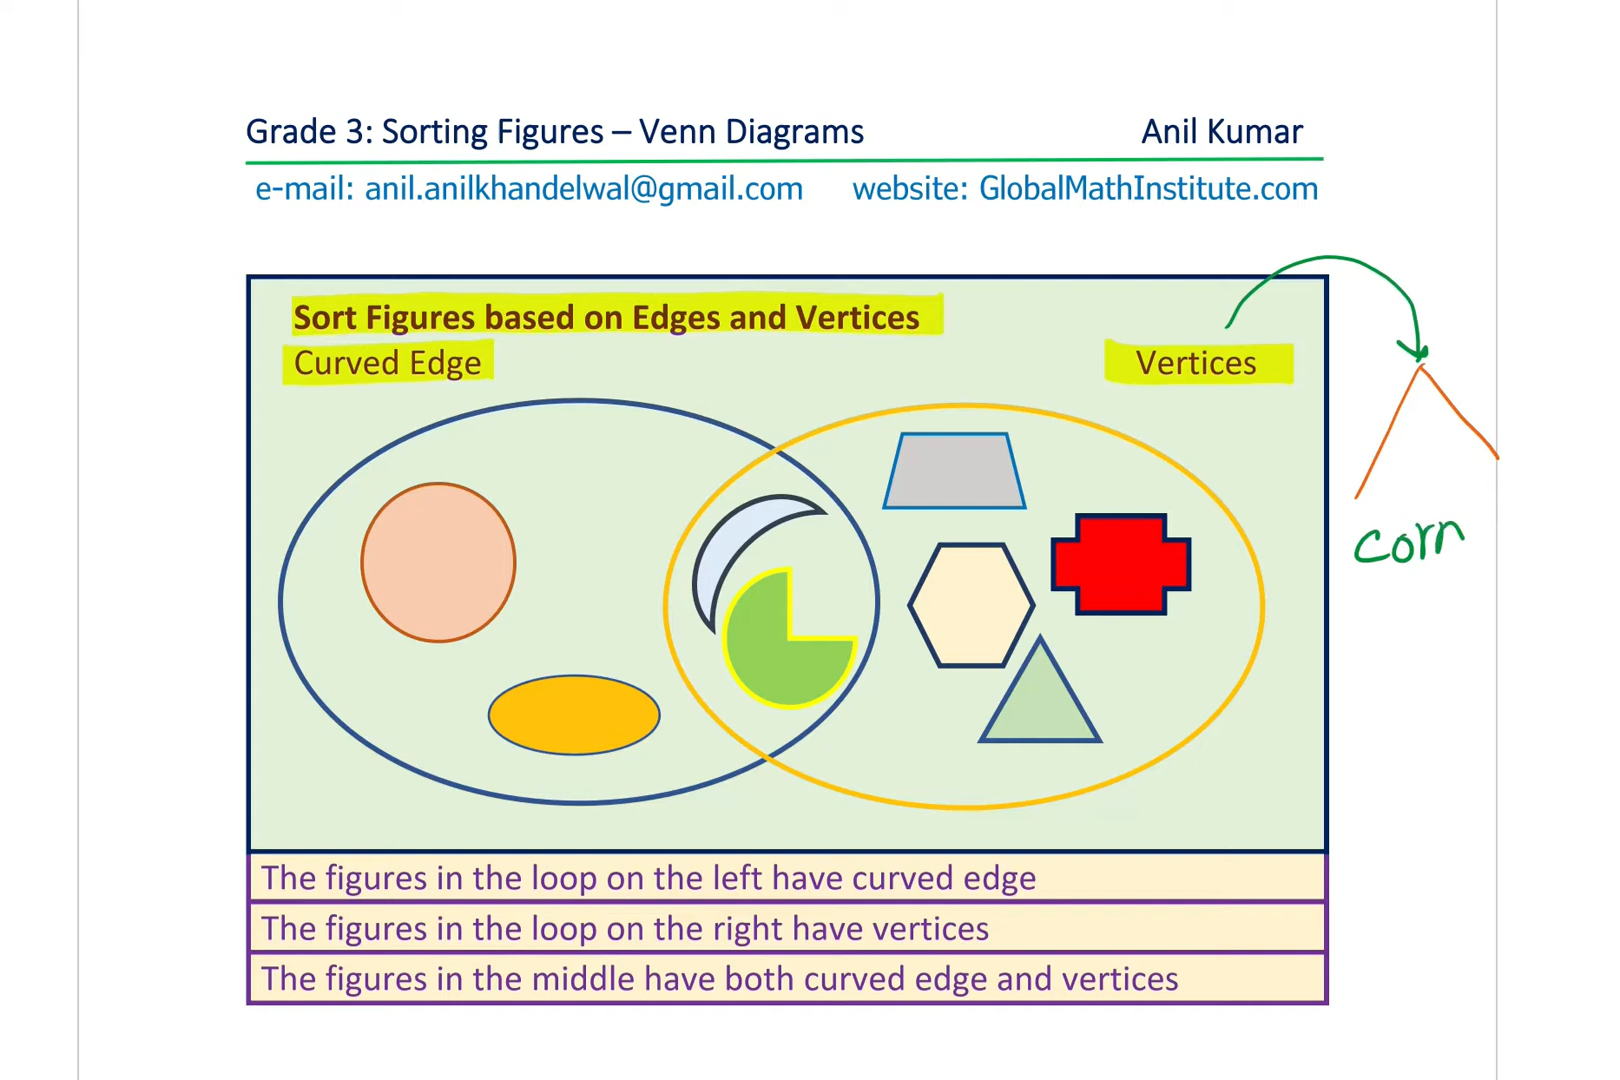 Grade 3: Sorting Figures – Venn Diagrams Anil Kumar
e-mail: anil.anilkhandelwal@gmail.com website: GlobalMathInstitute.com
Sort Figures based on Edges and Vertices
Curved Edge Vertices
corn
The figures in the loop on the left have curved edge
The figures in the loop on the right have vertices
The figures in the middle have both curved edge and vertices